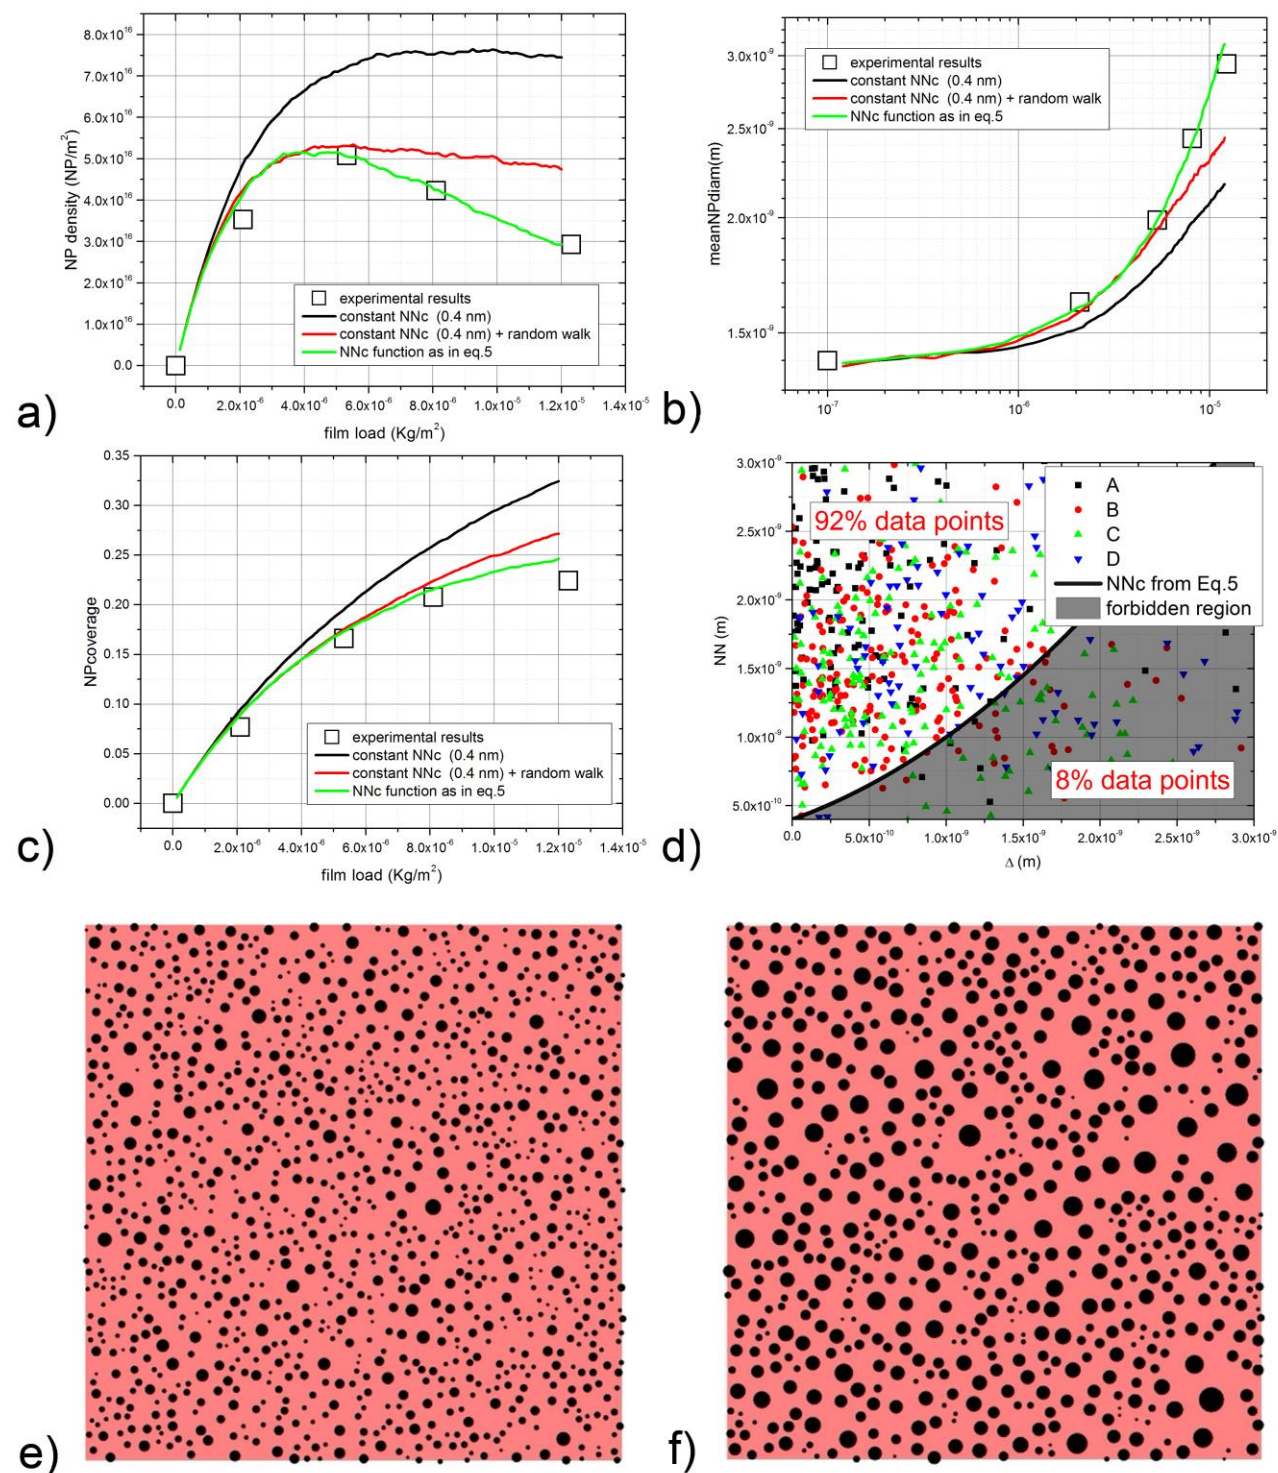 8.0x10^16
7.0x10^16
6.0x10^16
5.0x10^16
4.0x10^16
3.0x10^16
2.0x10^16
1.0x10^16
0.0
NP density (NP/m²)
experimental results
constant NNc (0.4 nm)
constant NNc (0.4 nm) + random walk
NNc function as in eq.5
0.0 2.0x10^-6 4.0x10^-6 6.0x10^-6 8.0x10^-6 1.0x10^-5 1.2x10^-5 1.4x10^-5
film load (Kg/m²)
a)
3.0x10^-9
2.5x10^-9
2.0x10^-9
1.5x10^-9
meanNPdiam(m)
experimental results
constant NNc (0.4 nm)
constant NNc (0.4 nm) + random walk
NNc function as in eq.5
10^-7 10^-6 10^-5
b)
0.35
0.30
0.25
0.20
0.15
0.10
0.05
0.00
NPcoverage
experimental results
constant NNc (0.4 nm)
constant NNc (0.4 nm) + random walk
NNc function as in eq.5
0.0 2.0x10^-6 4.0x10^-6 6.0x10^-6 8.0x10^-6 1.0x10^-5 1.2x10^-5 1.4x10^-5
film load (Kg/m²)
c)
3.0x10^-9
2.5x10^-9
2.0x10^-9
1.5x10^-9
1.0x10^-9
5.0x10^-10
NN (m)
92% data points
A
B
C
D
NNc from Eq.5
forbidden region
8% data points
0.0 5.0x10^-10 1.0x10^-9 1.5x10^-9 2.0x10^-9 2.5x10^-9 3.0x10^-9
Δ (m)
d)
e)
f)